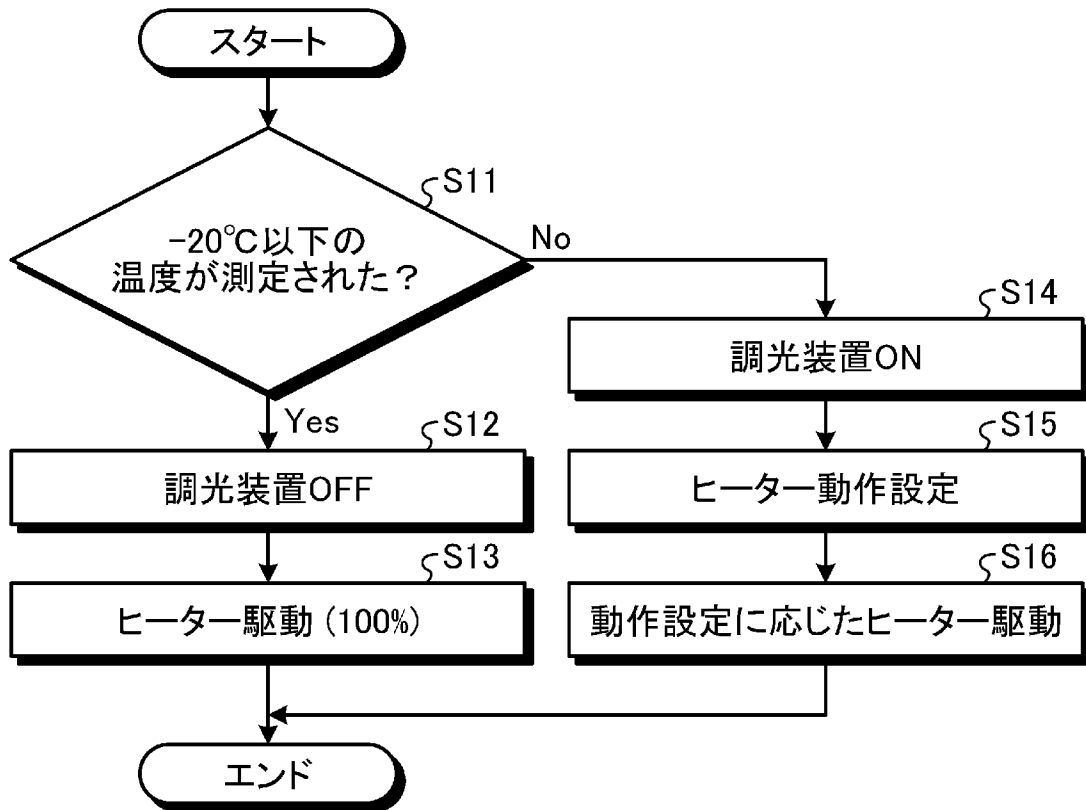 スタート
S11
-20℃以下の
温度が測定された？
No
Yes
S14
調光装置ON
S12
調光装置OFF
S15
ヒーター動作設定
S13
ヒーター駆動 (100%)
S16
動作設定に応じたヒーター駆動
エンド